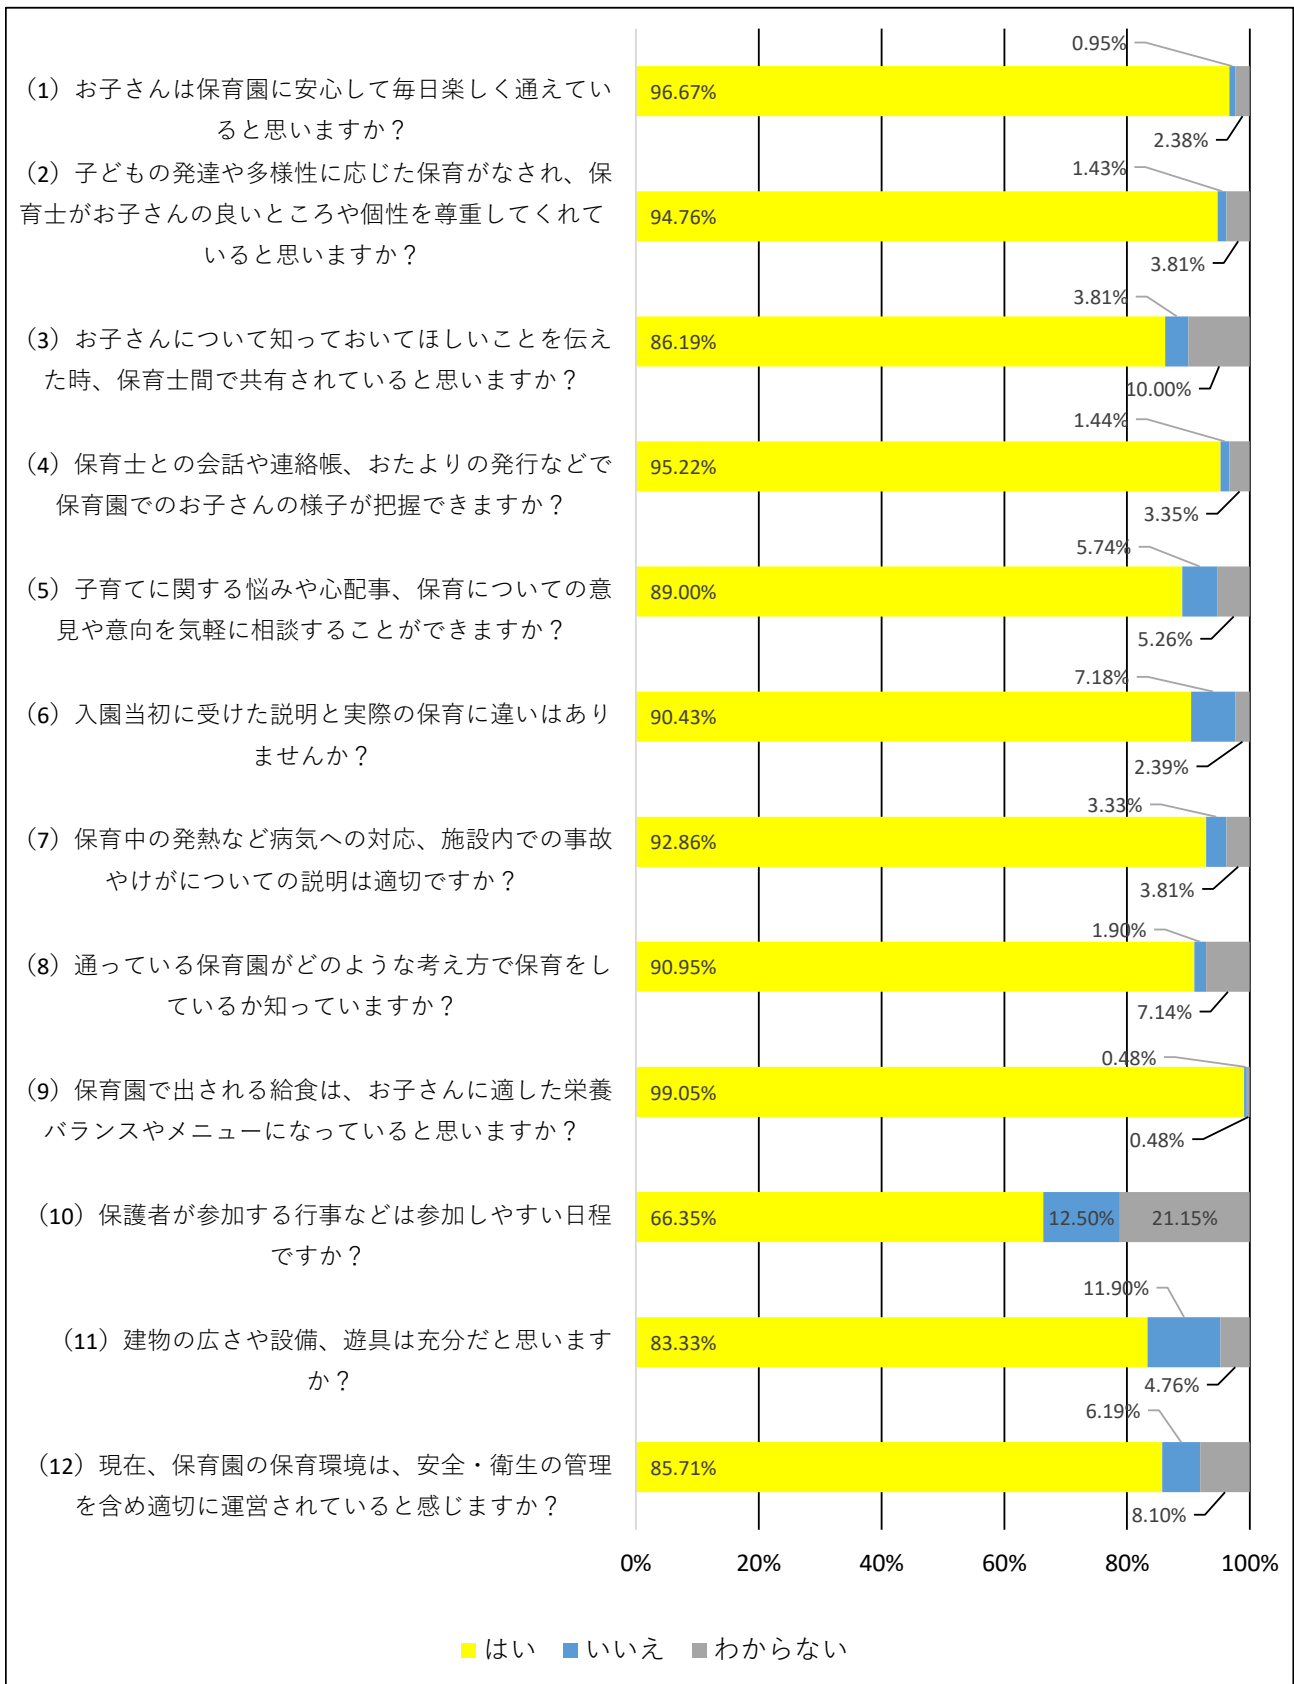 0.95%
(1）お子さんは保育園に安心して毎日楽しく通えてい
ると思いますか？
96.67%
2.38%
(2）子どもの発達や多様性に応じた保育がなされ、保
育士がお子さんの良いところや個性を尊重してくれて
いると思いますか？
1.43%
94.76%
3.81%
(3）お子さんについて知っておいてほしいことを伝え
た時、保育士間で共有されていると思いますか？
3.81%
86.19%
10.00%
(4）保育士との会話や連絡帳、おたよりの発行などで
保育園でのお子さんの様子が把握できますか？
1.44%
95.22%
3.35%
(5）子育てに関する悩みや心配事、保育についての意
見や意向を気軽に相談することができますか？
5.74%
89.00%
5.26%
(6）入園当初に受けた説明と実際の保育に違いはあり
ませんか？
7.18%
90.43%
2.39%
(7）保育中の発熱など病気への対応、施設内での事故
やけがについての説明は適切ですか？
3.33%
92.86%
3.81%
(8）通っている保育園がどのような考え方で保育をし
ているか知っていますか？
1.90%
90.95%
7.14%
(9）保育園で出される給食は、お子さんに適した栄養
バランスやメニューになっていると思いますか？
0.48%
99.05%
0.48%
（10）保護者が参加する行事などは参加しやすい日程
ですか？
66.35% 12.50% 21.15%
（11）建物の広さや設備、遊具は充分だと思います
か？
11.90%
83.33%
4.76%
（12）現在、保育園の保育環境は、安全・衛生の管理
を含め適切に運営されていると感じますか？
6.19%
85.71%
8.10%
0% 20% 40% 60% 80% 100%
はい いいえ わからない